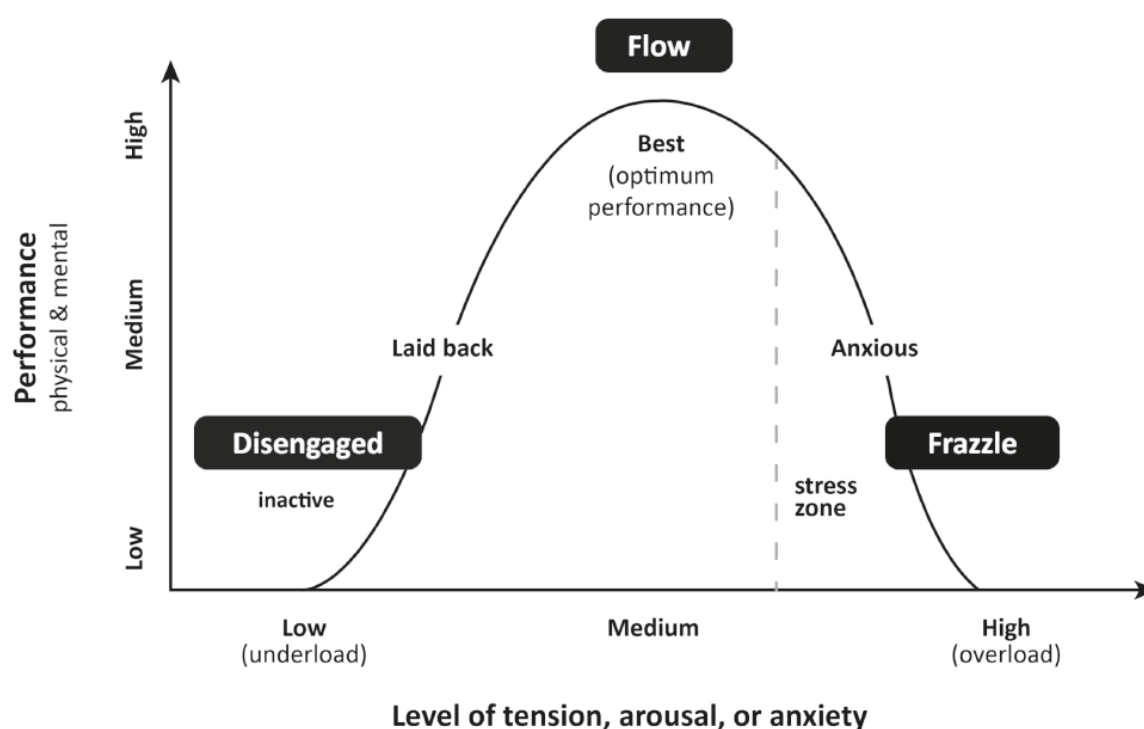 Flow
High
Best
(optimum
performance)
Performance
physical & mental
Medium
Laid back
Anxious
Disengaged
Frazzle
inactive
stress
zone
Low
Low
(underload)
Medium
High
(overload)
Level of tension, arousal, or anxiety